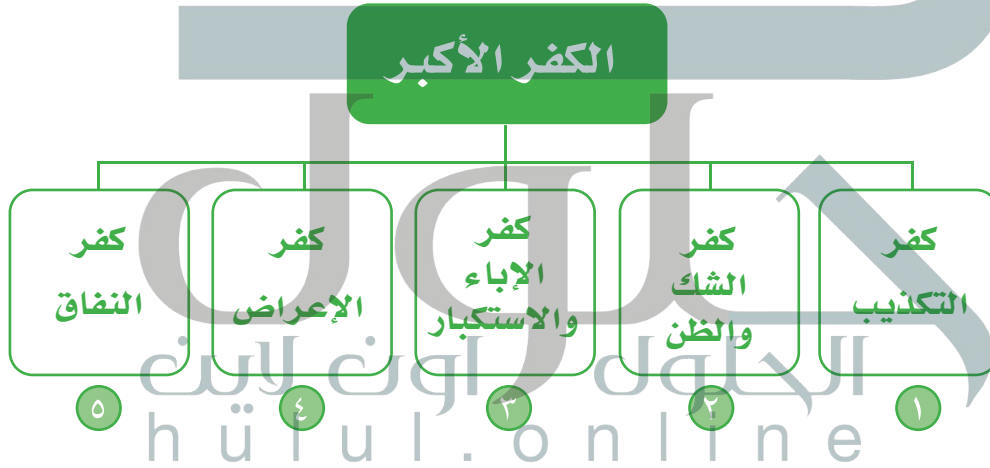 الكفر الأكبر
كفر
التكذيب
١
كفر
الشك
والظن
٢
كفر
الإباء
والاستكبار
٣
كفر
الإعراض
٤
كفر
النفاق
٥
حلول
الحلول اون لاين
hulul.online